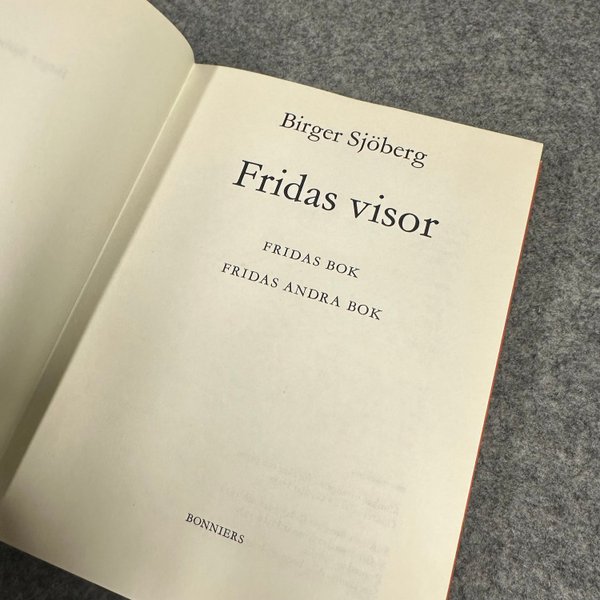 Birger Sjöberg
Fridas visor
FRIDAS BOK
FRIDAS ANDRA BOK
BONNIERS